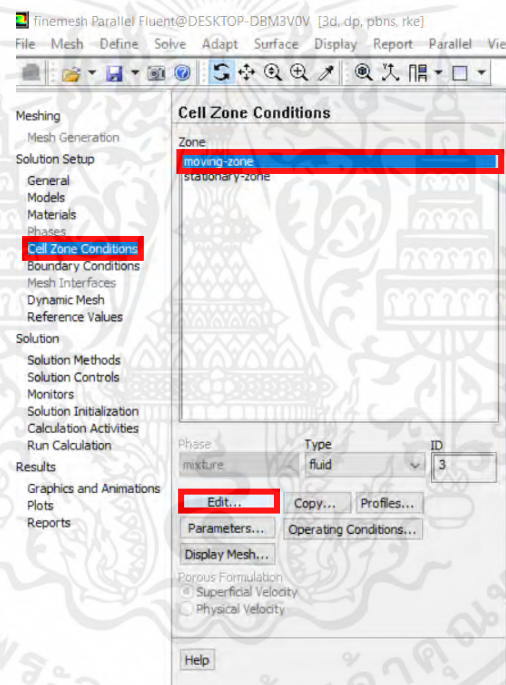 finemesh Parallel Fluent@DESKTOP-DBM3V0V [3d, dp, pbns, rke]
File Mesh Define Solve Adapt Surface Display Report Parallel Vie
Meshing
Mesh Generation
Solution Setup
General
Models
Materials
Phases
Cell Zone Conditions
Boundary Conditions
Mesh Interfaces
Dynamic Mesh
Reference Values
Solution
Solution Methods
Solution Controls
Monitors
Solution Initialization
Calculation Activities
Run Calculation
Results
Graphics and Animations
Plots
Reports
Cell Zone Conditions
Zone
moving-zone
stationary-zone
Phase Type ID
mixture fluid 3
Edit... Copy... Profiles...
Parameters... Operating Conditions...
Display Mesh...
Porous Formulation
Superficial Velocity
Physical Velocity
Help